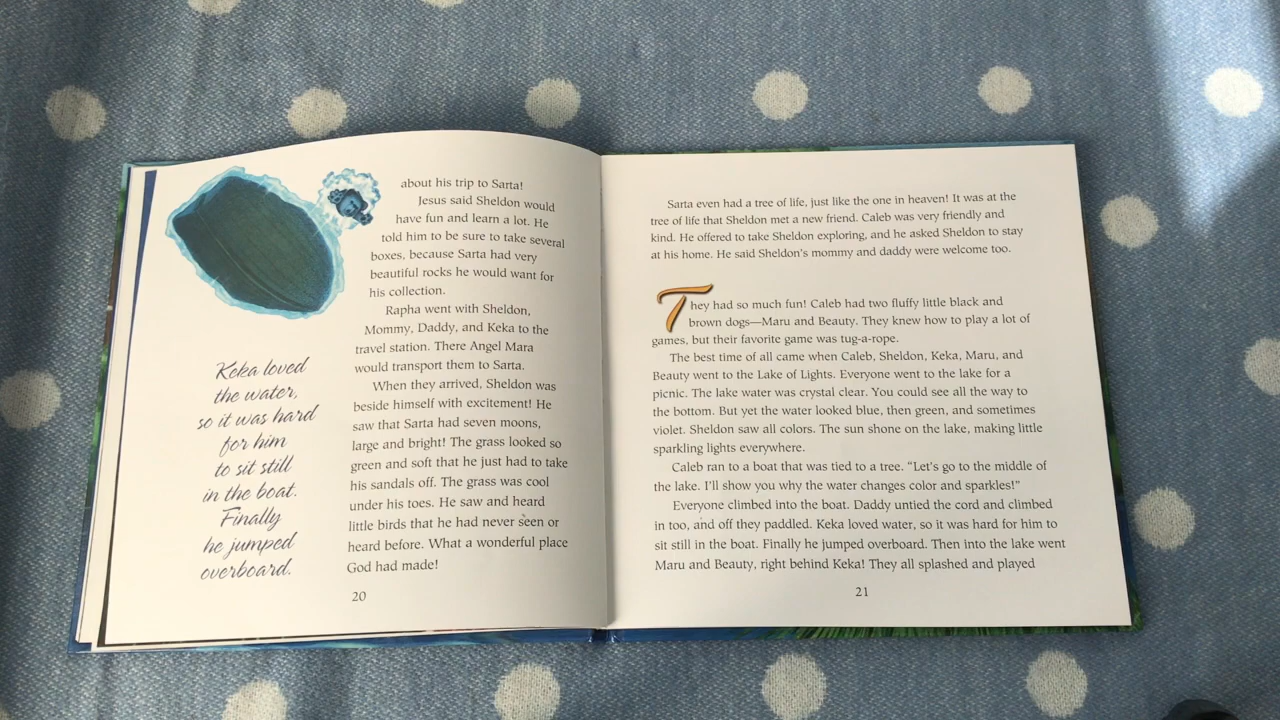 about his trip to Sarta!
Jesus said Sheldon would
have fun and learn a lot. He
told him to be sure to take several
boxes, because Sarta had very
beautiful rocks he would want for
his collection.
Rapha went with Sheldon,
Mommy, Daddy, and Keka to the
travel station. There Angel Mara
would transport them to Sarta.
When they arrived, Sheldon was
beside himself with excitement! He
saw that Sarta had seven moons,
large and bright! The grass looked so
green and soft that he just had to take
his sandals off. The grass was cool
under his toes. He saw and heard
little birds that he had never seen or
heard before. What a wonderful place
God had made!
Keka loved
the water,
so it was hard
for him
to sit still
in the boat.
Finally
he jumped
overboard.
20
Sarta even had a tree of life, just like the one in heaven! It was at the
tree of life that Sheldon met a new friend. Caleb was very friendly and
kind. He offered to take Sheldon exploring, and he asked Sheldon to stay
at his home. He said Sheldon's mommy and daddy were welcome too.
They had so much fun! Caleb had two fluffy little black and
brown dogs—Maru and Beauty. They knew how to play a lot of
games, but their favorite game was tug-a-rope.
The best time of all came when Caleb, Sheldon, Keka, Maru, and
Beauty went to the Lake of Lights. Everyone went to the lake for a
picnic. The lake water was crystal clear. You could see all the way to
the bottom. But yet the water looked blue, then green, and sometimes
violet. Sheldon saw all colors. The sun shone on the lake, making little
sparkling lights everywhere.
Caleb ran to a boat that was tied to a tree. "Let's go to the middle of
the lake. I'll show you why the water changes color and sparkles!"
Everyone climbed into the boat. Daddy untied the cord and climbed
in too, and off they paddled. Keka loved water, so it was hard for him to
sit still in the boat. Finally he jumped overboard. Then into the lake went
Maru and Beauty, right behind Keka! They all splashed and played
21